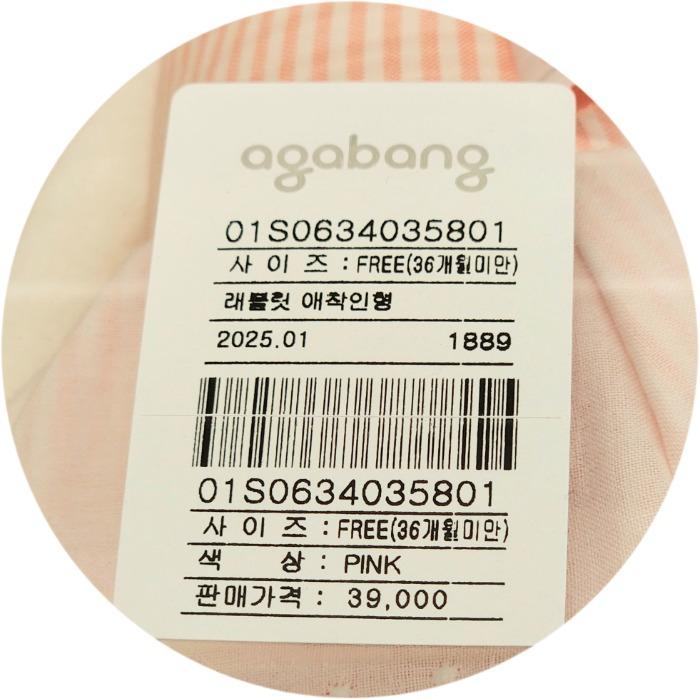 agabang
01S0634035801
사 이 즈 : FREE(36개월미만)
래블릿 애착인형
2025.01 1889
01S0634035801
사 이 즈 : FREE(36개월미만)
색 상 : PINK
판매가격 : 39,000